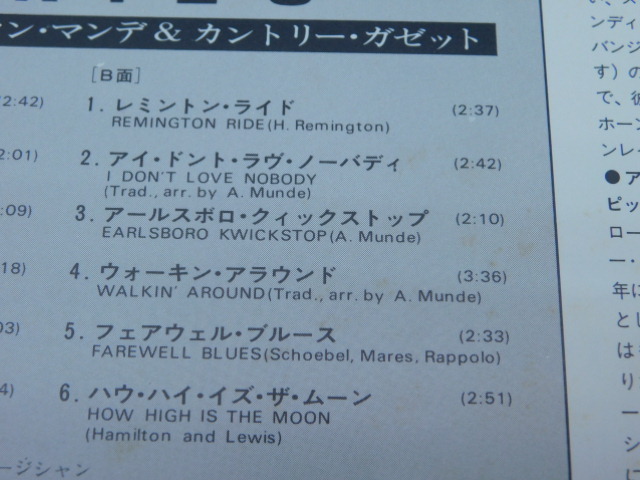 ン・マンデ & カントリー・ガゼット
[B面]
1. レミントン・ライド (2:37)
REMINGTON RIDE(H. Remington)
2. アイ・ドント・ラヴ・ノーバディ (2:42)
I DON'T LOVE NOBODY
(Trad., arr. by A. Munde)
3. アールスボロ・クィックストップ (2:10)
EARLSBORO KWICKSTOP(A. Munde)
4. ウォーキン・アラウンド (3:36)
WALKIN' AROUND(Trad., arr. by A. Munde)
5. フェアウェル・ブルース (2:33)
FAREWELL BLUES(Schoebel, Mares, Rappolo)
6. ハウ・ハイ・イズ・ザ・ムーン (2:51)
HOW HIGH IS THE MOON
(Hamilton and Lewis)
ージシャン
(2:42)
2:01)
:09)
18)
03)
4)
ンディ
バンジ
す)の
で、彼
ホーン
ンレー
●ア
ピッ
ロー
ー・
年に
とし
は
り
ー
シ
に